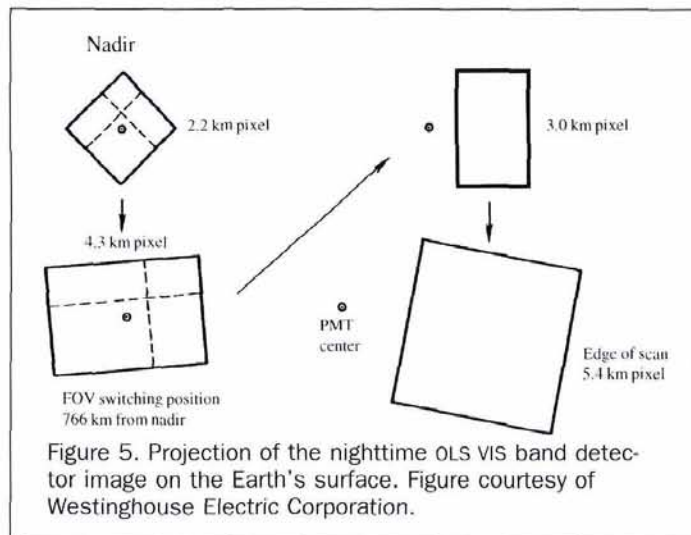 Nadir
2.2 km pixel
3.0 km pixel
4.3 km pixel
PMT
center
Edge of scan
5.4 km pixel
FOV switching position
766 km from nadir
Figure 5. Projection of the nighttime OLS VIS band detec-
tor image on the Earth's surface. Figure courtesy of
Westinghouse Electric Corporation.